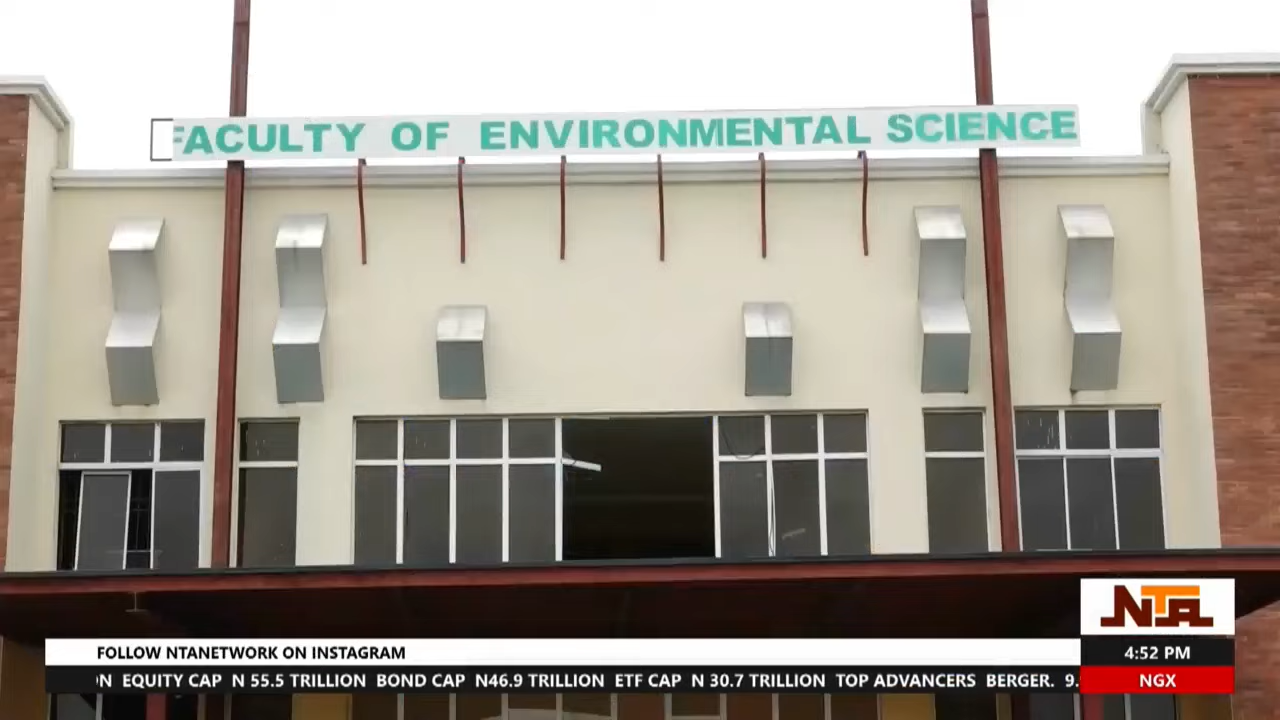 FACULTY OF ENVIRONMENTAL SCIENCE
NTA
FOLLOW NTANETWORK ON INSTAGRAM
4:52 PM
EQUITY CAP N 55.5 TRILLION BOND CAP N46.9 TRILLION ETF CAP N 30.7 TRILLION TOP ADVANCERS BERGER. 9.
NGX